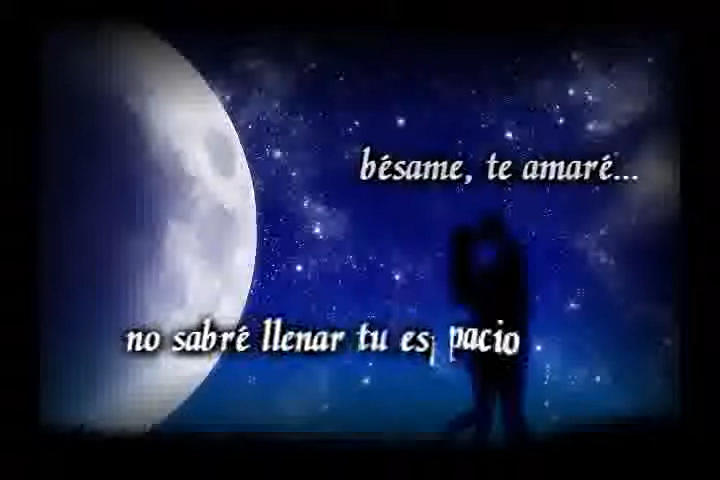 bésame, te amaré...
no sabré llenar tu espacio